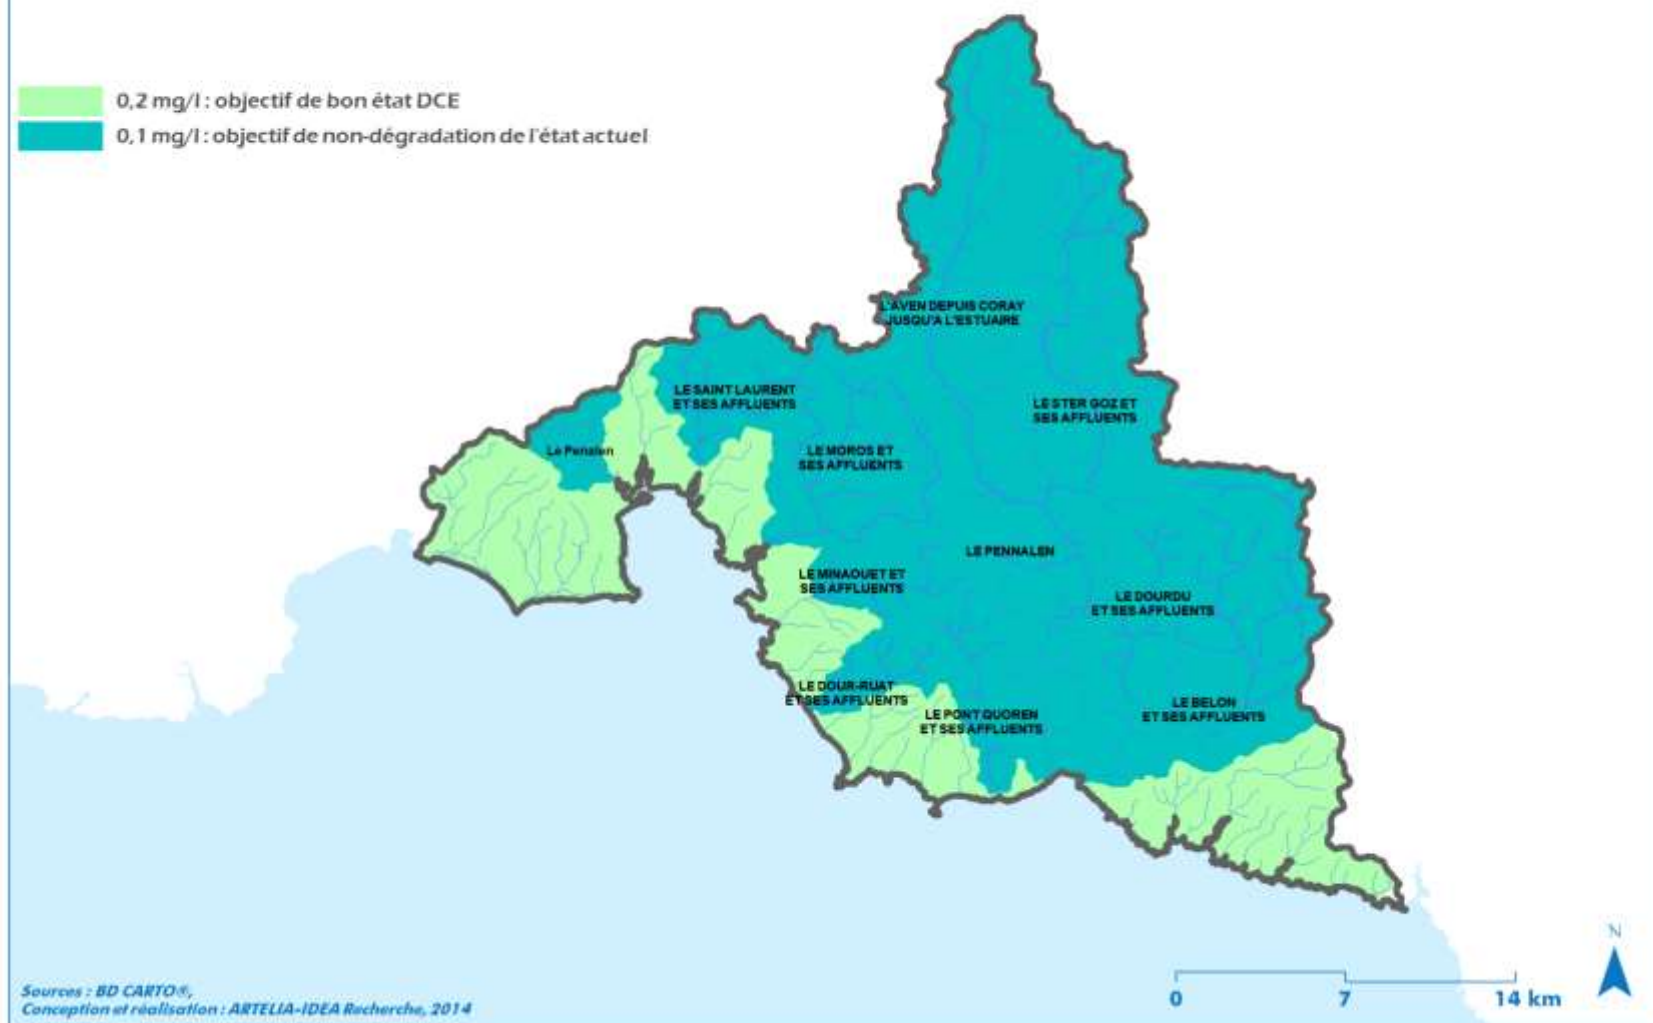 0,2 mg/l : objectif de bon état DCE
0,1 mg/l : objectif de non-dégradation de l'état actuel
L'AVEN DEPUIS CORAY
JUSQU'A L'ESTUAIRE
LE SAINT LAURENT
ET SES AFFLUENTS
LE STER GOZ ET
SES AFFLUENTS
Le Penalen
LE MOROS ET
SES AFFLUENTS
LE PENNALEN
LE MINAOUET ET
SES AFFLUENTS
LE DOURDU
ET SES AFFLUENTS
LE DOUR-RUAT
ET SES AFFLUENTS
LE PONT QUOREN
ET SES AFFLUENTS
LE BELON
ET SES AFFLUENTS
N
Sources : BD CARTO®,
Conception et réalisation : ARTELIA-IDEA Recherche, 2014
0 7 14 km